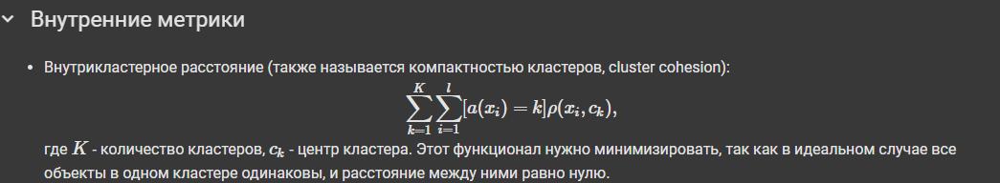 Внутренние метрики
• Внутрикластерное расстояние (также называется компактностью кластеров, cluster cohesion):
$$\sum_{k=1}^{K}\sum_{i=1}^{l}[a(x_i) = k]\rho(x_i, c_k),$$
где $K$ - количество кластеров, $c_k$ - центр кластера. Этот функционал нужно минимизировать, так как в идеальном случае все
объекты в одном кластере одинаковы, и расстояние между ними равно нулю.